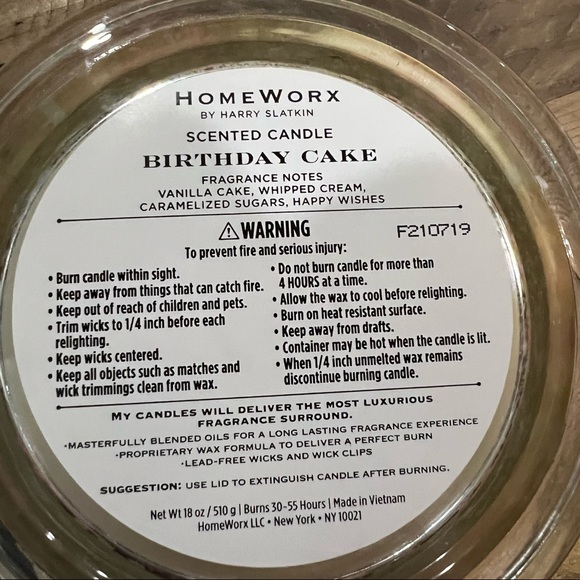 HOMEWORX
BY HARRY SLATKIN
SCENTED CANDLE
BIRTHDAY CAKE
FRAGRANCE NOTES
VANILLA CAKE, WHIPPED CREAM,
CARAMELIZED SUGARS, HAPPY WISHES
⚠WARNING
F210719
To prevent fire and serious injury:
• Burn candle within sight.
• Keep away from things that can catch fire.
• Keep out of reach of children and pets.
• Trim wicks to 1/4 inch before each
relighting.
• Keep wicks centered.
• Keep all objects such as matches and
wick trimmings clean from wax.
• Do not burn candle for more than
4 HOURS at a time.
• Allow the wax to cool before relighting.
• Burn on heat resistant surface.
• Keep away from drafts.
• Container may be hot when the candle is lit.
• When 1/4 inch unmelted wax remains
discontinue burning candle.
MY CANDLES WILL DELIVER THE MOST LUXURIOUS
FRAGRANCE SURROUND.
•MASTERFULLY BLENDED OILS FOR A LONG LASTING FRAGRANCE EXPERIENCE
•PROPRIETARY WAX FORMULA TO DELIVER A PERFECT BURN
•LEAD-FREE WICKS AND WICK CLIPS
SUGGESTION: USE LID TO EXTINGUISH CANDLE AFTER BURNING.
Net Wt 18 oz / 510 g | Burns 30-55 Hours | Made in Vietnam
HomeWorx LLC • New York • NY 10021